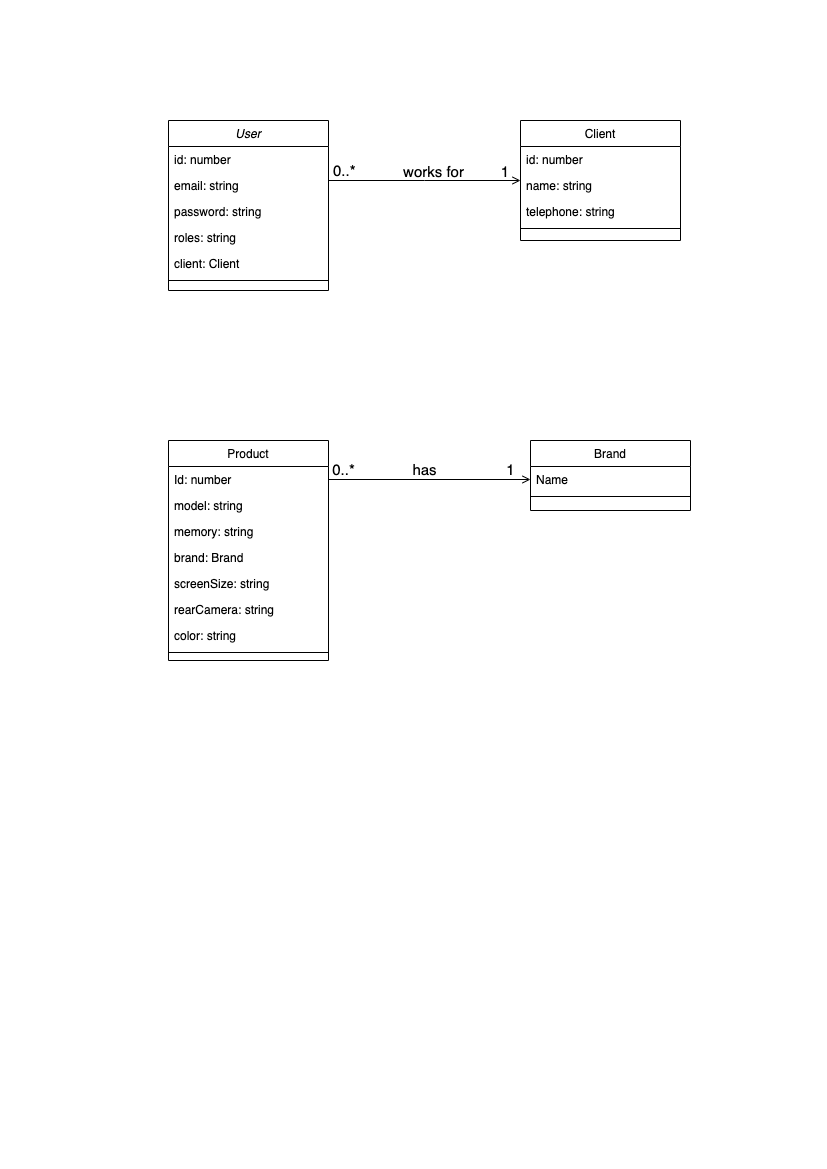 User
id: number
email: string
password: string
roles: string
client: Client
0..* works for 1
Client
id: number
name: string
telephone: string
Product
Id: number
model: string
memory: string
brand: Brand
screenSize: string
rearCamera: string
color: string
0..* has 1
Brand
Name